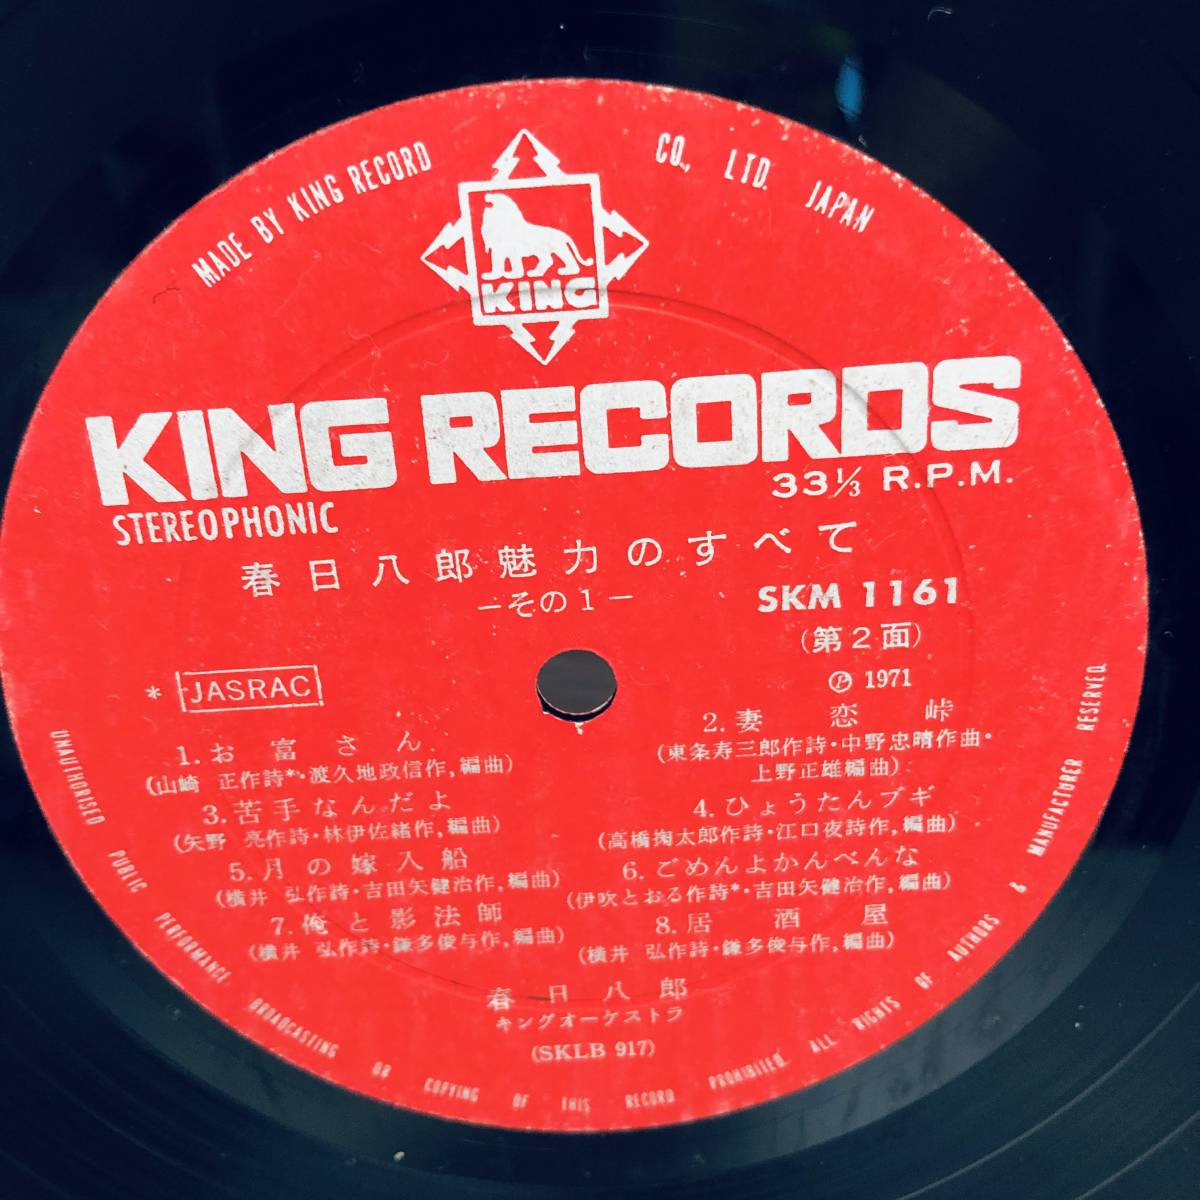 MADE BY KING RECORD CO., LTD. JAPAN
KING
KING RECORDS
STEREOPHONIC
33⅓ R.P.M.
春日八郎魅力のすべて
−その1−
SKM 1161
(第2面)
Ⓟ 1971
* JASRAC
1. お富さん
(山崎 正作詩*・渡久地政信作,編曲)
2. 妻恋峠
(東条寿三郎作詩・中野忠晴作曲・
上野正雄編曲)
3. 苦手なんだよ
(矢野 亮作詩・林伊佐緒作,編曲)
4. ひょうたんブギ
(高橋掬太郎作詩・江口夜詩作,編曲)
5. 月の嫁入船
(横井 弘作詩・吉田矢健治作,編曲)
6. ごめんよかんべんな
(伊吹とおる作詩*・吉田矢健治作,編曲)
7. 俺と影法師
(横井 弘作詩・鎌多俊与作,編曲)
8. 居酒屋
(横井 弘作詩・鎌多俊与作,編曲)
春日八郎
キングオーケストラ
(SKLB 917)
UNAUTHORISED PUBLIC PERFORMANCE BROADCASTING OR COPYING OF THIS RECORD PROHIBITED. ALL RIGHTS OF AUTHORS & MANUFACTURER RESERVED.